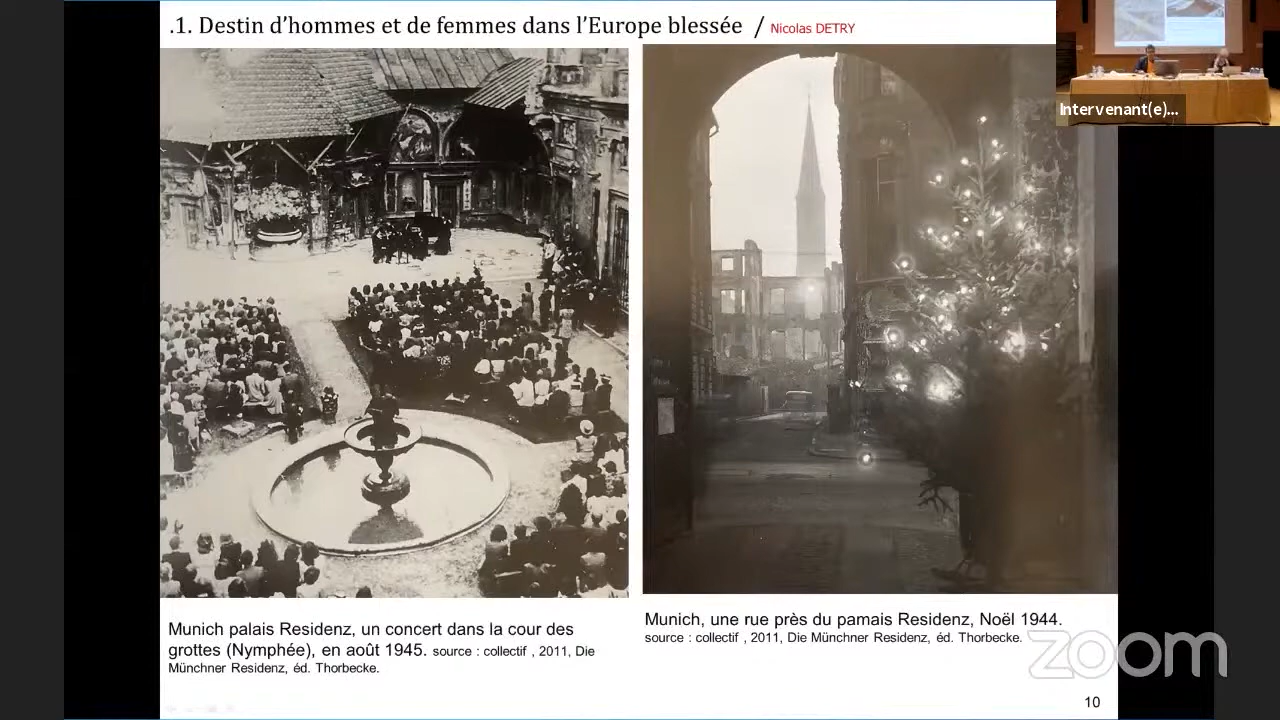 .1. Destin d’hommes et de femmes dans l’Europe blessée / Nicolas DETRY
Intervenant(e)...
Munich palais Residenz, un concert dans la cour des
grottes (Nymphée), en août 1945. source : collectif , 2011, Die
Münchner Residenz, éd. Thorbecke.
Munich, une rue près du pamais Residenz, Noël 1944.
source : collectif , 2011, Die Münchner Residenz, éd. Thorbecke.
zoom
10